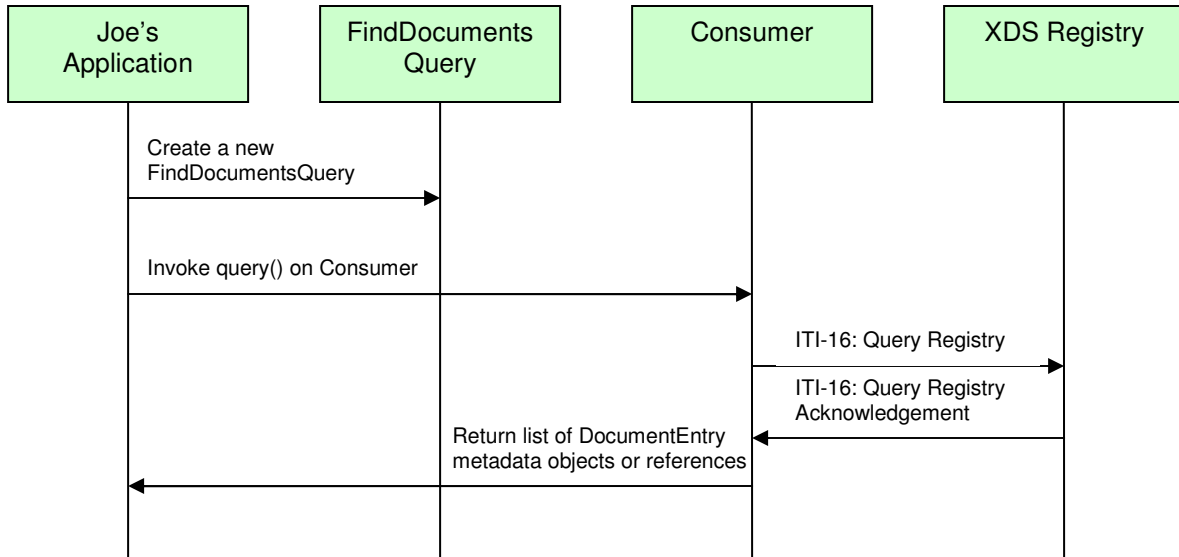 Joe's
Application
FindDocuments
Query
Consumer
XDS Registry
Create a new
FindDocumentsQuery
Invoke query() on Consumer
ITI-16: Query Registry
ITI-16: Query Registry
Acknowledgement
Return list of DocumentEntry
metadata objects or references